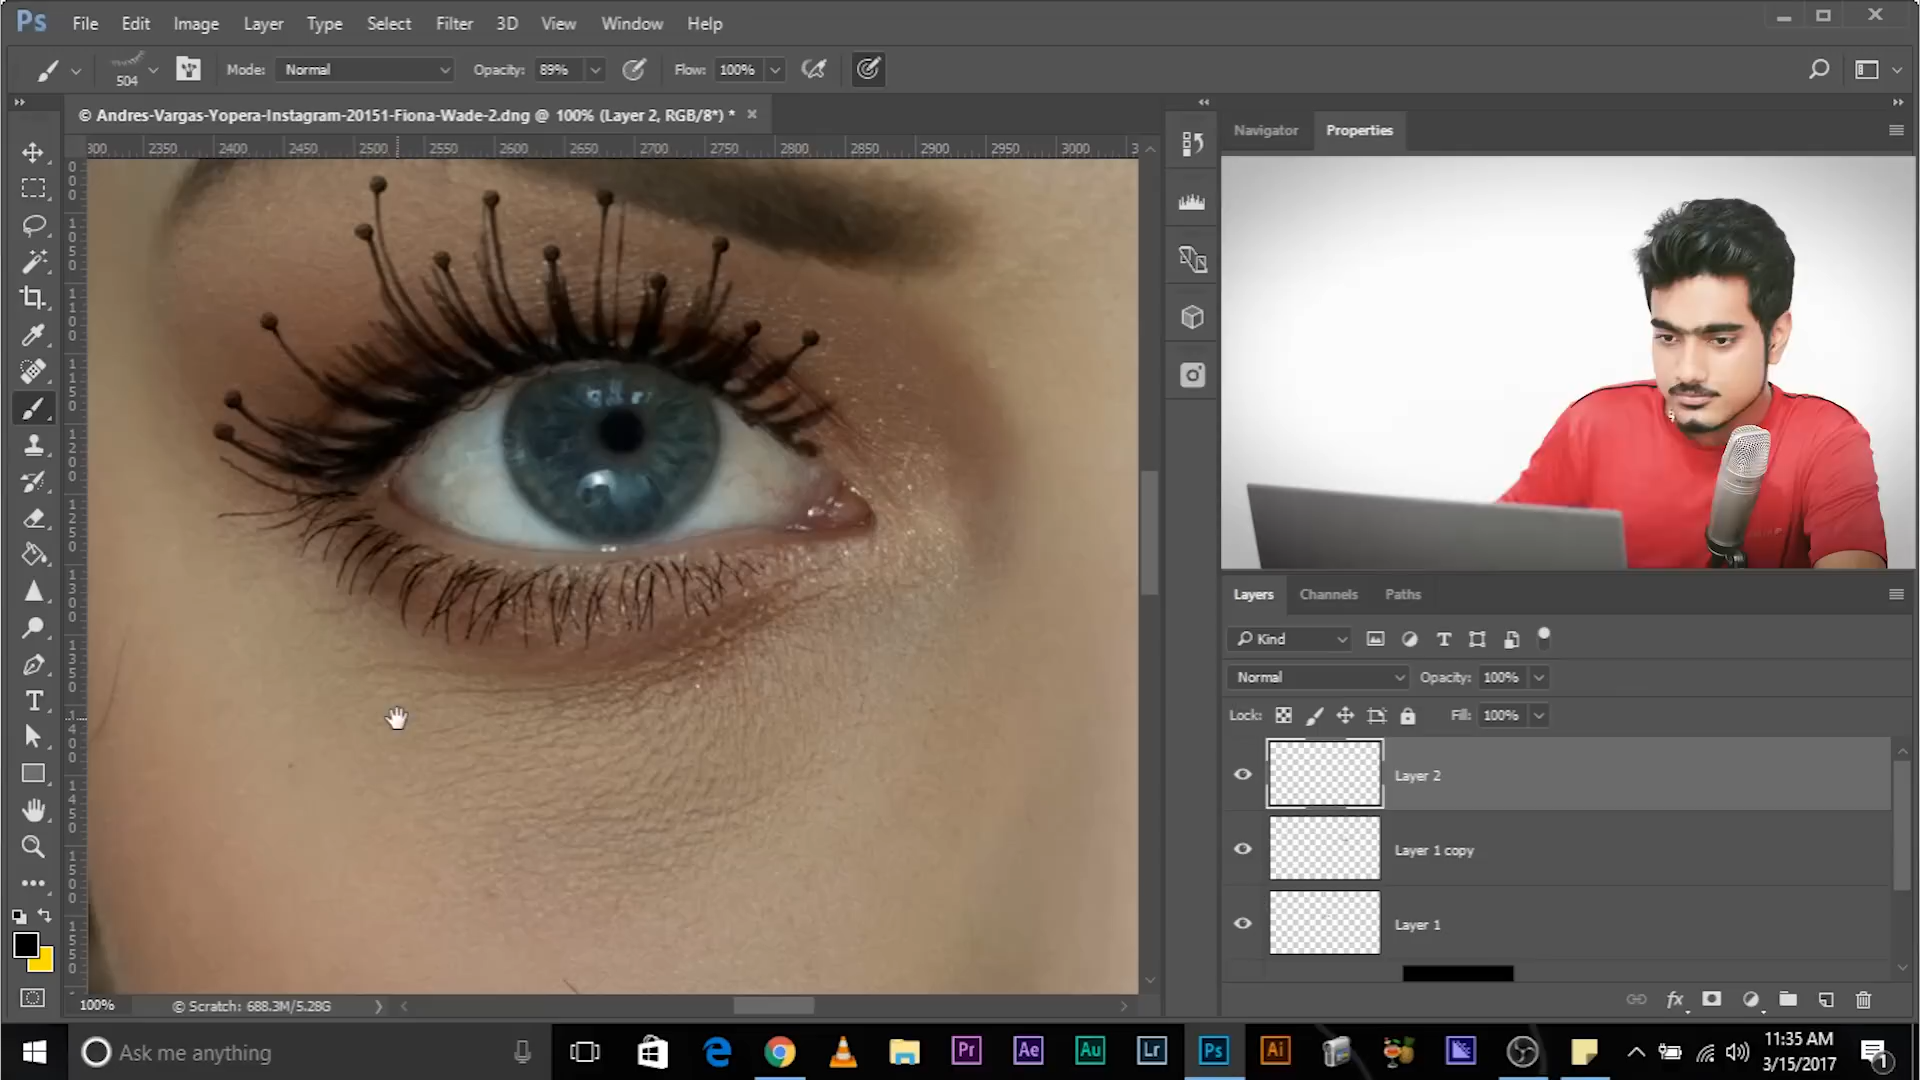 Ps File Edit Image Layer Type Select Filter 3D View Window Help
504 Mode: Normal Opacity: 89% Flow: 100%
© Andres-Vargas-Yopera-Instagram-20151-Fiona-Wade-2.dng @ 100% (Layer 2, RGB/8*) *
300 2350 2400 2450 2500 2550 2600 2650 2700 2750 2800 2850 2900 2950 3000 3
Navigator Properties
Layers Channels Paths
Kind
Normal Opacity: 100%
Lock: Fill: 100%
Layer 2
Layer 1 copy
Layer 1
fx
100% © Scratch: 688.3M/5.28G
Ask me anything
Pr Ae Au Lr Ps Ai
11:35 AM
3/15/2017
1